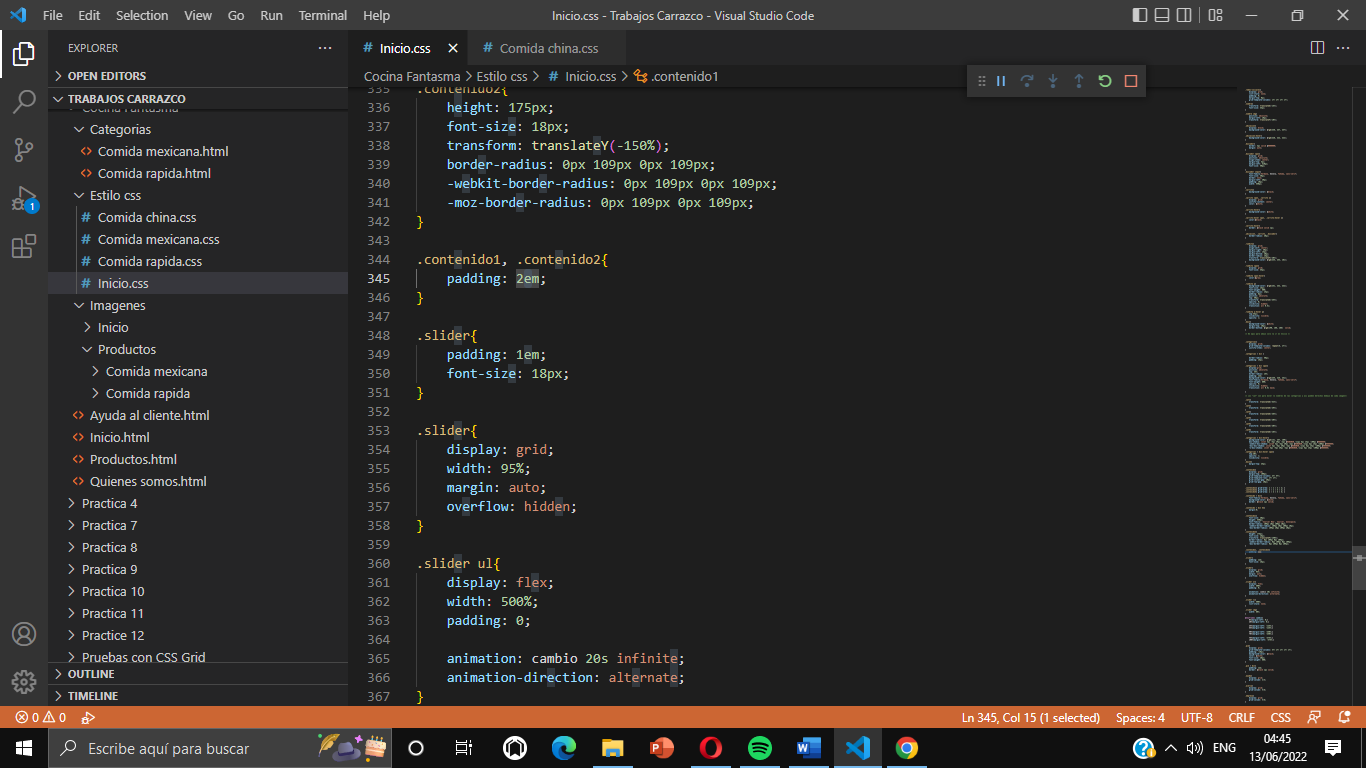 File Edit Selection View Go Run Terminal Help
Inicio.css - Trabajos Carrazco - Visual Studio Code
EXPLORER
OPEN EDITORS
TRABAJOS CARRAZCO
Cocina Fantasma
Categorias
Comida mexicana.html
Comida rapida.html
Estilo css
# Comida china.css
# Comida mexicana.css
# Comida rapida.css
# Inicio.css
Imagenes
Inicio
Productos
Comida mexicana
Comida rapida
Ayuda al cliente.html
Inicio.html
Productos.html
Quienes somos.html
Practica 4
Practica 7
Practica 8
Practica 9
Practica 10
Practica 11
Practice 12
Pruebas con CSS Grid
OUTLINE
TIMELINE
1
# Inicio.css
# Comida china.css
Cocina Fantasma > Estilo css > # Inicio.css > .contenido1
335 .contenido2{
336 height: 175px;
337 font-size: 18px;
338 transform: translateY(-150%);
339 border-radius: 0px 109px 0px 109px;
340 -webkit-border-radius: 0px 109px 0px 109px;
341 -moz-border-radius: 0px 109px 0px 109px;
342 }
343
344 .contenido1, .contenido2{
345 padding: 2em;
346 }
347
348 .slider{
349 padding: 1em;
350 font-size: 18px;
351 }
352
353 .slider{
354 display: grid;
355 width: 95%;
356 margin: auto;
357 overflow: hidden;
358 }
359
360 .slider ul{
361 display: flex;
362 width: 500%;
363 padding: 0;
364
365 animation: cambio 20s infinite;
366 animation-direction: alternate;
367 }
0 0
Ln 345, Col 15 (1 selected) Spaces: 4 UTF-8 CRLF CSS
Escribe aquí para buscar
ENG
04:45
13/06/2022